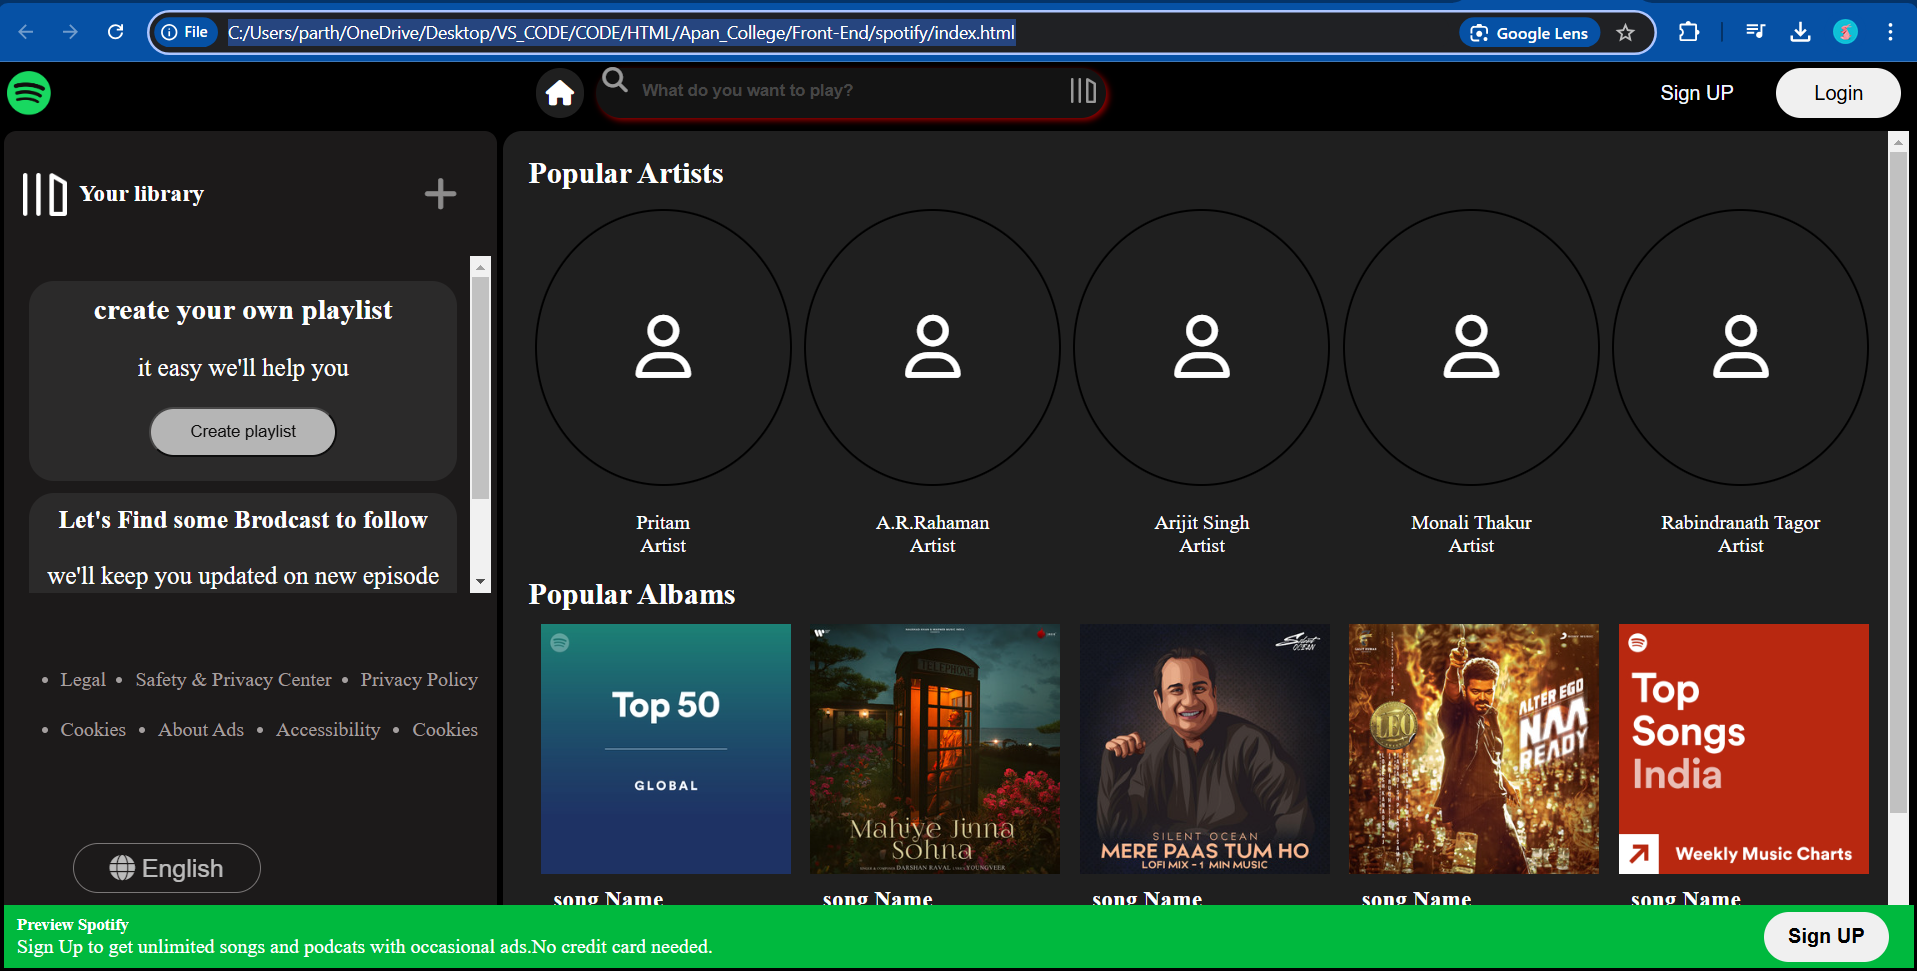 File
C:/Users/parth/OneDrive/Desktop/VS_CODE/CODE/HTML/Apan_College/Front-End/spotify/index.html
Google Lens
What do you want to play?
Sign UP
Login
Your library
create your own playlist
it easy we'll help you
Create playlist
Let's Find some Brodcast to follow
we'll keep you updated on new episode
Legal
Safety & Privacy Center
Privacy Policy
Cookies
About Ads
Accessibility
Cookies
English
Popular Artists
Pritam
Artist
A.R.Rahaman
Artist
Arijit Singh
Artist
Monali Thakur
Artist
Rabindranath Tagor
Artist
Popular Albams
Top 50
GLOBAL
TELEPHONE
Mahiye Jinna
Sohna
DARSHAN RAVAL
YOUNGVEER
Silent
OCEAN
SILENT OCEAN
MERE PAAS TUM HO
LOFI MIX - 1 MIN MUSIC
LEO
ALTER EGO
NAA
READY
Top
Songs
India
Weekly Music Charts
song Name
song Name
song Name
song Name
song Name
Preview Spotify
Sign Up to get unlimited songs and podcats with occasional ads.No credit card needed.
Sign UP